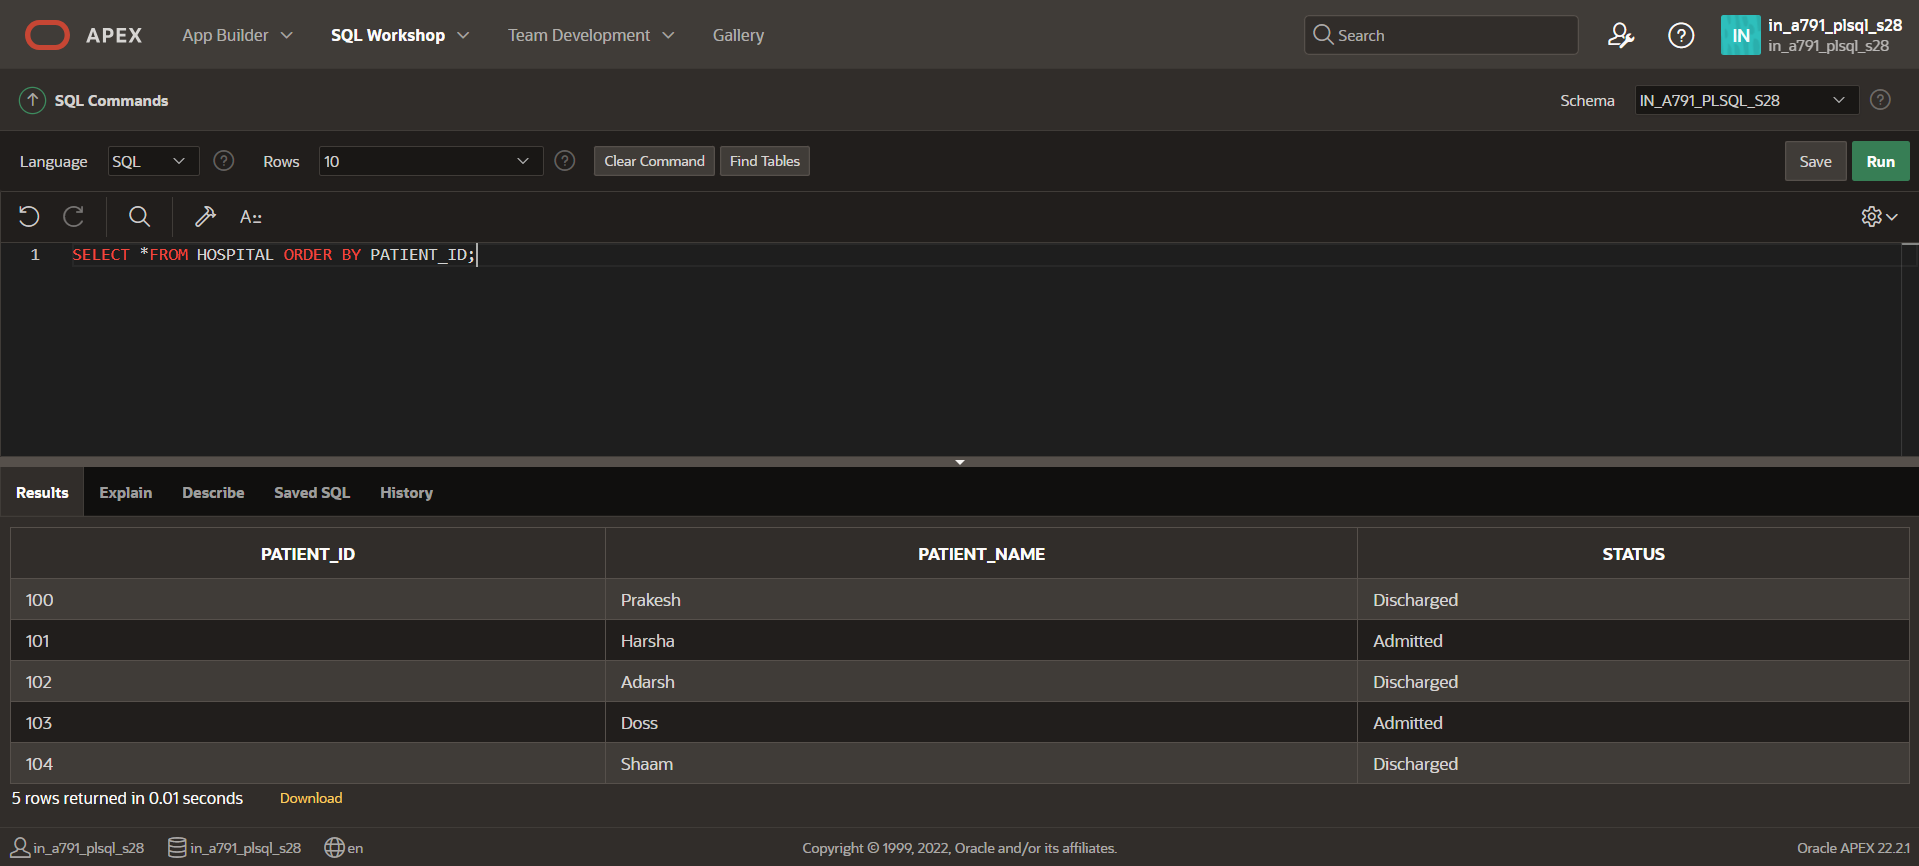 APEX App Builder SQL Workshop Team Development Gallery Search IN in_a791_plsql_s28
in_a791_plsql_s28
SQL Commands Schema IN_A791_PLSQL_S28
Language SQL Rows 10 Clear Command Find Tables Save Run
1 SELECT *FROM HOSPITAL ORDER BY PATIENT_ID;
Results Explain Describe Saved SQL History
PATIENT_ID PATIENT_NAME STATUS
100 Prakesh Discharged
101 Harsha Admitted
102 Adarsh Discharged
103 Doss Admitted
104 Shaam Discharged
5 rows returned in 0.01 seconds Download
in_a791_plsql_s28 in_a791_plsql_s28 en Copyright © 1999, 2022, Oracle and/or its affiliates. Oracle APEX 22.2.1